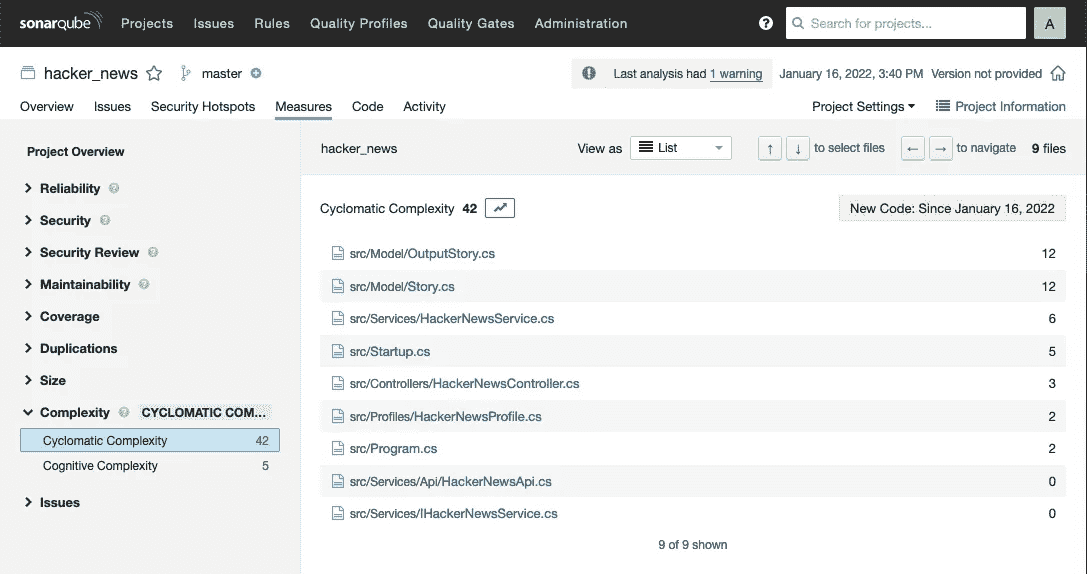 sonarqube Projects Issues Rules Quality Profiles Quality Gates Administration ? Search for projects... A
hacker_news master Last analysis had 1 warning January 16, 2022, 3:40 PM Version not provided
Overview Issues Security Hotspots Measures Code Activity Project Settings Project Information
Project Overview
Reliability ?
Security ?
Security Review ?
Maintainability ?
Coverage
Duplications
Size
Complexity ? CYCLOMATIC COM...
Cyclomatic Complexity 42
Cognitive Complexity 5
Issues
hacker_news View as List ↑ ↓ to select files ← → to navigate 9 files
Cyclomatic Complexity 42 New Code: Since January 16, 2022
src/Model/OutputStory.cs 12
src/Model/Story.cs 12
src/Services/HackerNewsService.cs 6
src/Startup.cs 5
src/Controllers/HackerNewsController.cs 3
src/Profiles/HackerNewsProfile.cs 2
src/Program.cs 2
src/Services/Api/HackerNewsApi.cs 0
src/Services/IHackerNewsService.cs 0
9 of 9 shown